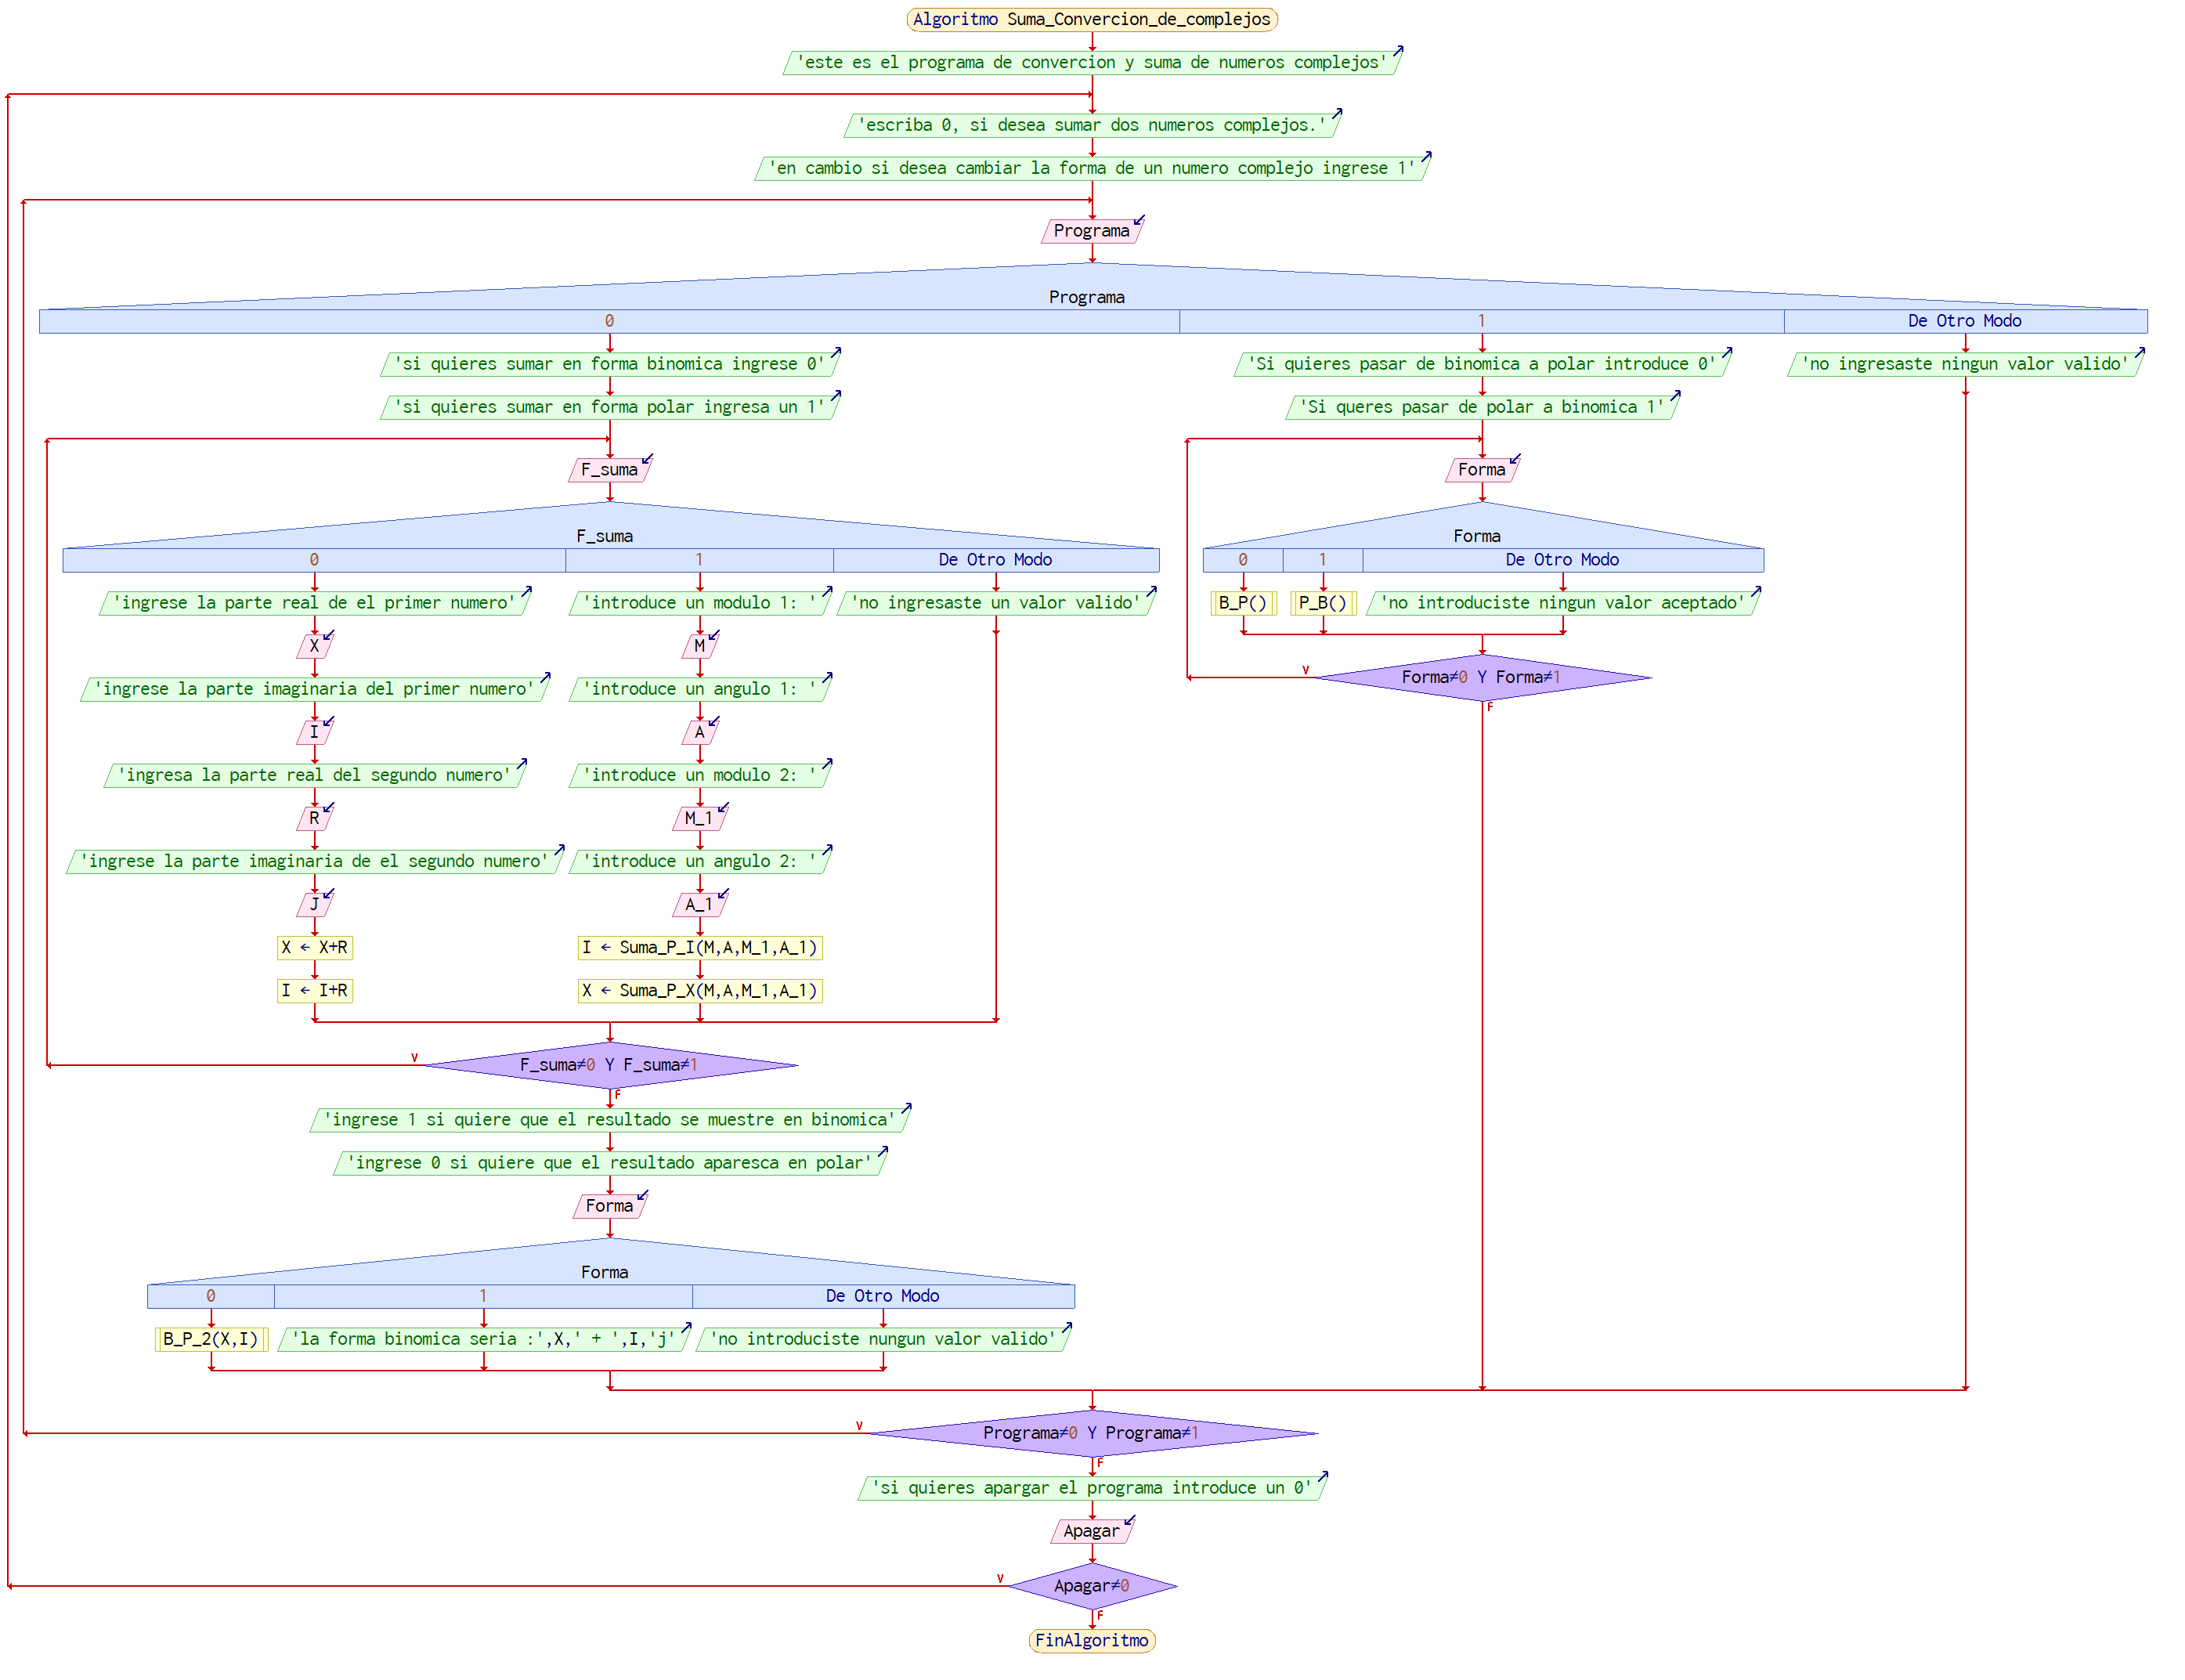 Algoritmo Suma_Convercion_de_complejos
'este es el programa de convercion y suma de numeros complejos'
'escriba 0, si desea sumar dos numeros complejos.'
'en cambio si desea cambiar la forma de un numero complejo ingrese 1'
Programa
Programa
0
1
De Otro Modo
'si quieres sumar en forma binomica ingrese 0'
'si quieres sumar en forma polar ingresa un 1'
F_suma
F_suma
0
1
De Otro Modo
'ingrese la parte real de el primer numero'
X
'ingrese la parte imaginaria del primer numero'
I
'ingresa la parte real del segundo numero'
R
'ingrese la parte imaginaria de el segundo numero'
J
X ← X+R
I ← I+R
'introduce un modulo 1: '
M
'introduce un angulo 1: '
A
'introduce un modulo 2: '
M_1
'introduce un angulo 2: '
A_1
I ← Suma_P_I(M,A,M_1,A_1)
X ← Suma_P_X(M,A,M_1,A_1)
'no ingresaste un valor valido'
F_suma≠0 Y F_suma≠1
V
F
'ingrese 1 si quiere que el resultado se muestre en binomica'
'ingrese 0 si quiere que el resultado aparesca en polar'
Forma
Forma
0
1
De Otro Modo
B_P_2(X,I)
'la forma binomica seria :',X,' + ',I,'j'
'no introduciste nungun valor valido'
'Si quieres pasar de binomica a polar introduce 0'
'Si queres pasar de polar a binomica 1'
Forma
Forma
0
1
De Otro Modo
B_P()
P_B()
'no introduciste ningun valor aceptado'
Forma≠0 Y Forma≠1
V
F
'no ingresaste ningun valor valido'
Programa≠0 Y Programa≠1
V
F
'si quieres apargar el programa introduce un 0'
Apagar
Apagar≠0
V
F
FinAlgoritmo